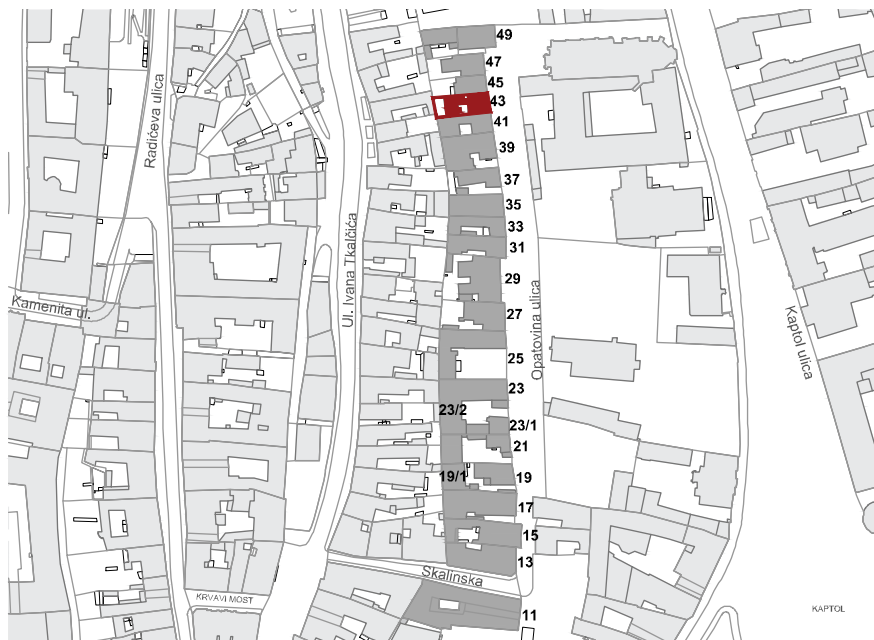 49
47
45
43
41
39
37
35
33
31
29
27
25
23
23/2
23/1
21
19/1
19
17
15
13
11
Radićeva ulica
Ul. Ivana Tkalčića
Opatovina ulica
Kaptol ulica
Kamenita ul.
Skalinska
KRVAVI MOST
KAPTOL